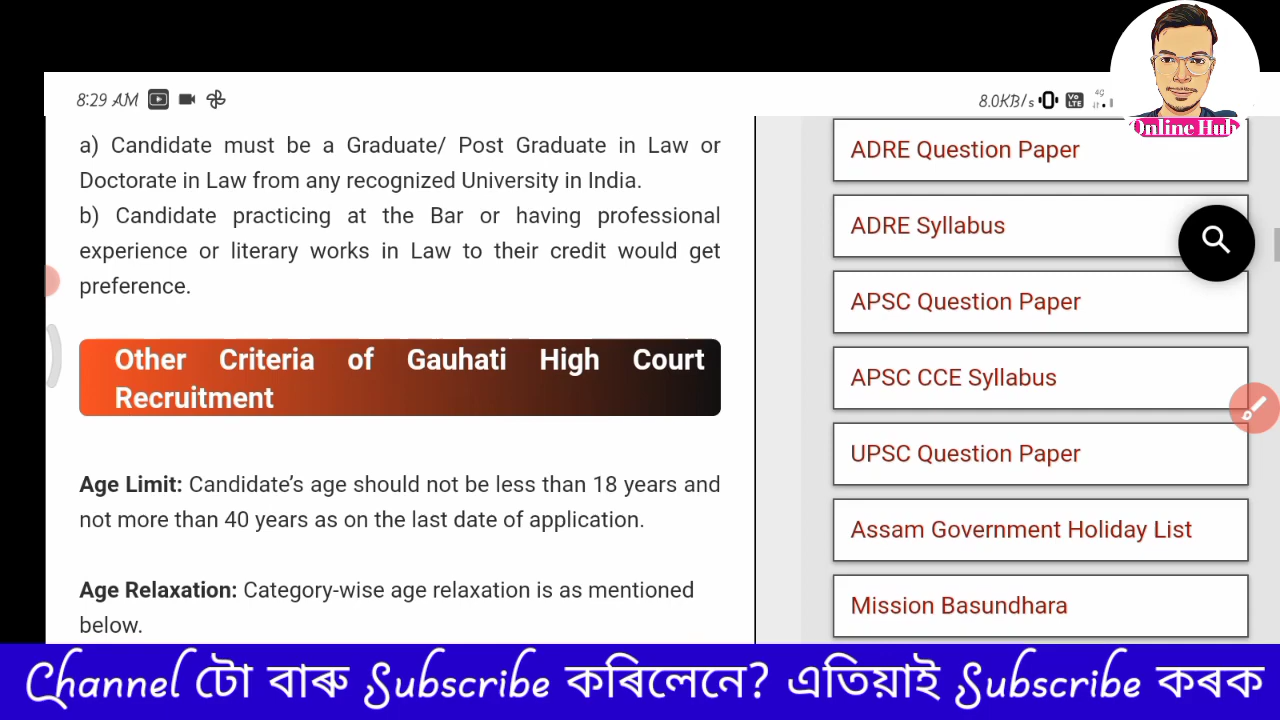 8:29 AM
8.0KB/s
Vo
LTE
4G
Online Hub
a) Candidate must be a Graduate/ Post Graduate in Law or
Doctorate in Law from any recognized University in India.
b) Candidate practicing at the Bar or having professional
experience or literary works in Law to their credit would get
preference.
Other Criteria of Gauhati High Court
Recruitment
Age Limit: Candidate’s age should not be less than 18 years and
not more than 40 years as on the last date of application.
Age Relaxation: Category-wise age relaxation is as mentioned
below.
ADRE Question Paper
ADRE Syllabus
APSC Question Paper
APSC CCE Syllabus
UPSC Question Paper
Assam Government Holiday List
Mission Basundhara
Channel টো বাৰু Subscribe কৰিলেনে? এতিয়াই Subscribe কৰক